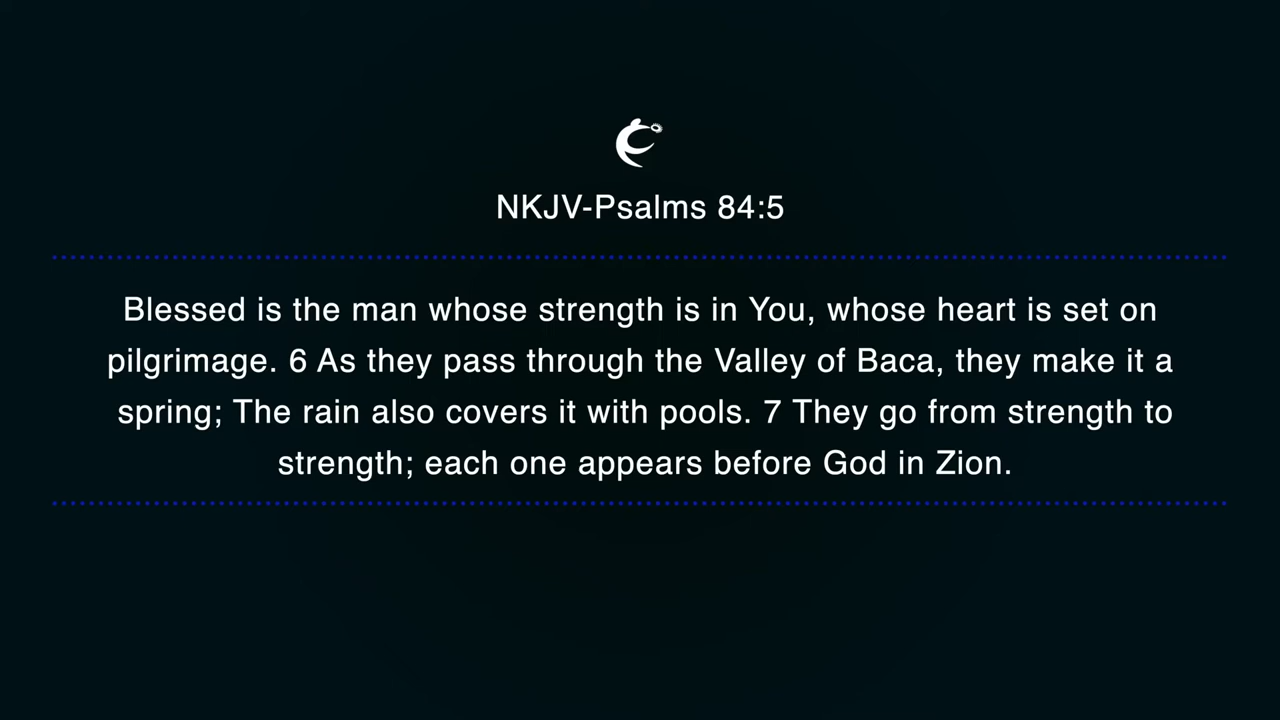 NKJV-Psalms 84:5
Blessed is the man whose strength is in You, whose heart is set on
pilgrimage. 6 As they pass through the Valley of Baca, they make it a
spring; The rain also covers it with pools. 7 They go from strength to
strength; each one appears before God in Zion.